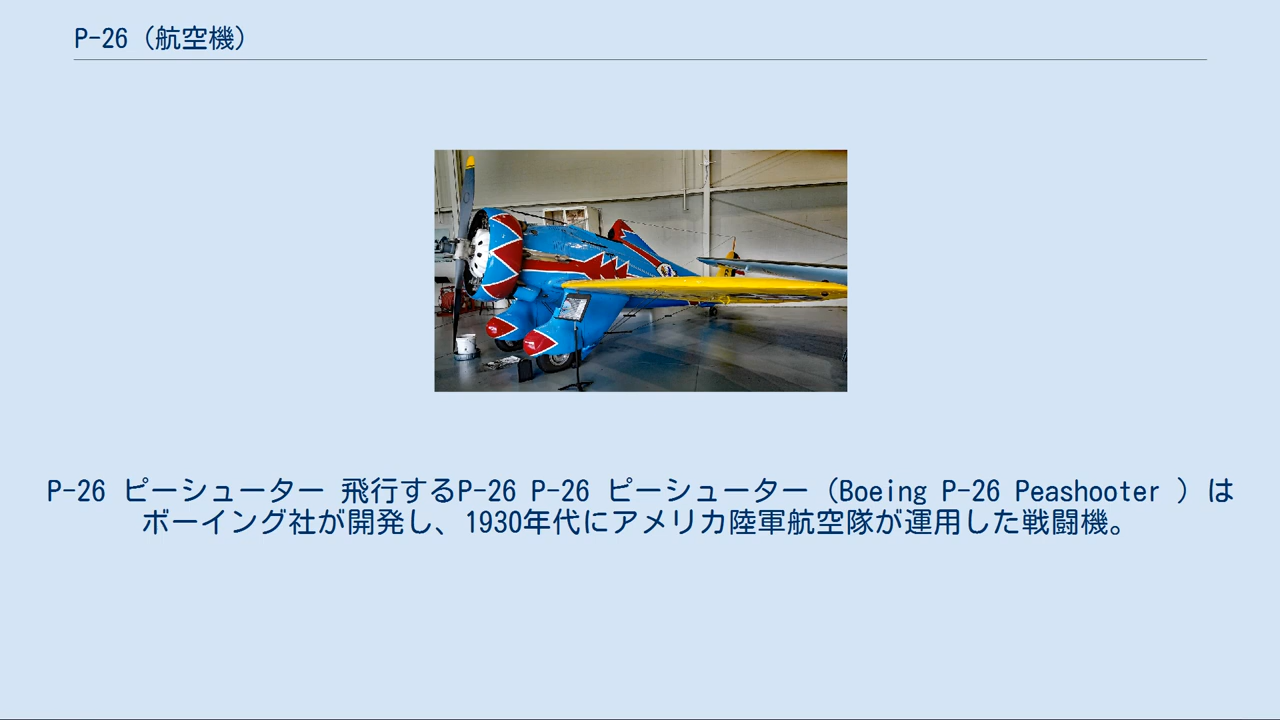 P-26（航空機）
P-26 ピーシューター 飛行するP-26 P-26 ピーシューター（Boeing P-26 Peashooter ）は
ボーイング社が開発し、1930年代にアメリカ陸軍航空隊が運用した戦闘機。